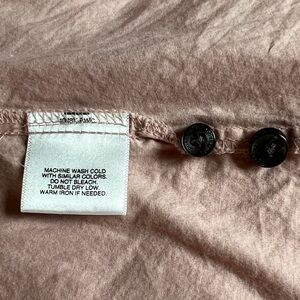 MACHINE WASH COLD
WITH SIMILAR COLORS.
DO NOT BLEACH.
TUMBLE DRY LOW.
WARM IRON IF NEEDED.